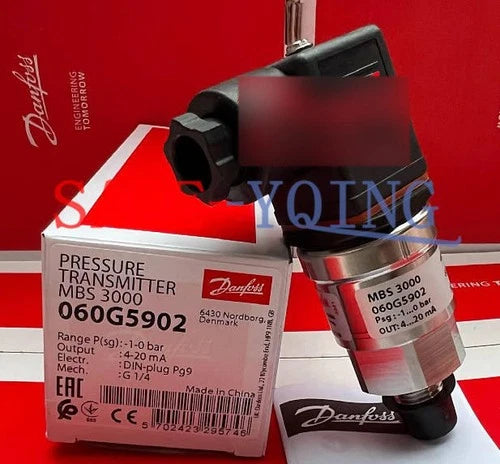 Danfoss
ENGINEERING
TOMORROW
PRESSURE
TRANSMITTER
MBS 3000
060G5902
Danfoss
6430 Nordborg,
Denmark
Range P(sg):-1-0 bar
Output :4-20 mA
Electr. :DIN-plug Pg9
Mech. :G 1/4
Made in China
EAC
5702423295746
MBS 3000
060G5902
Psg:-1...0 bar
OUT: 4...20 mA
Danfoss